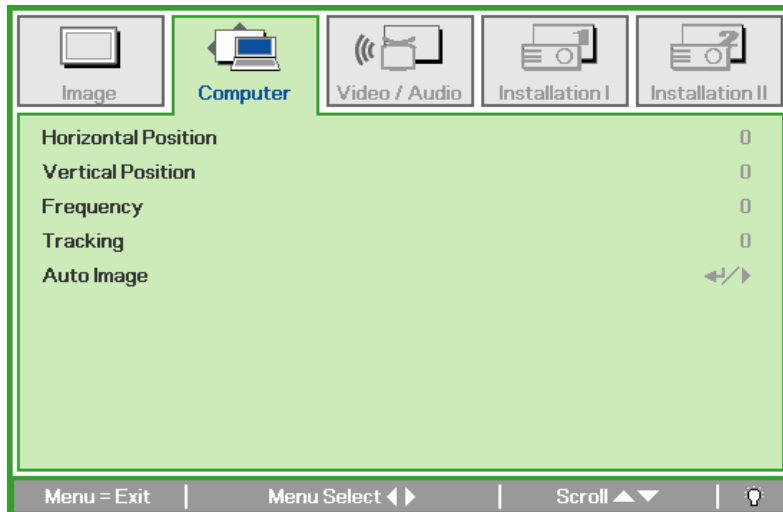 Image
Computer
Video / Audio
Installation I
Installation II
Horizontal Position 0
Vertical Position 0
Frequency 0
Tracking 0
Auto Image
Menu = Exit | Menu Select | Scroll |